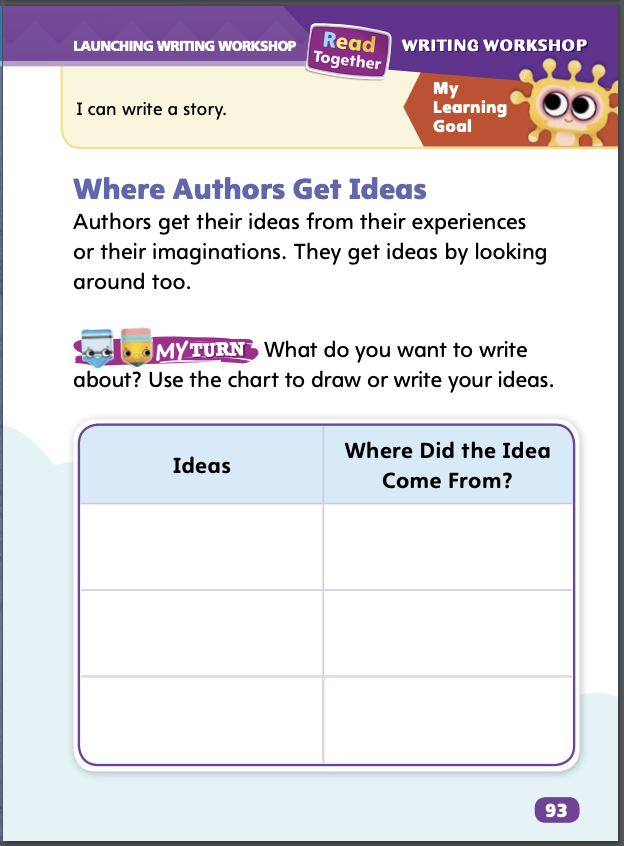 LAUNCHING WRITING WORKSHOP
Read
Together
WRITING WORKSHOP
I can write a story.
My
Learning
Goal
Where Authors Get Ideas
Authors get their ideas from their experiences
or their imaginations. They get ideas by looking
around too.
MY TURN What do you want to write
about? Use the chart to draw or write your ideas.
Ideas
Where Did the Idea
Come From?
93